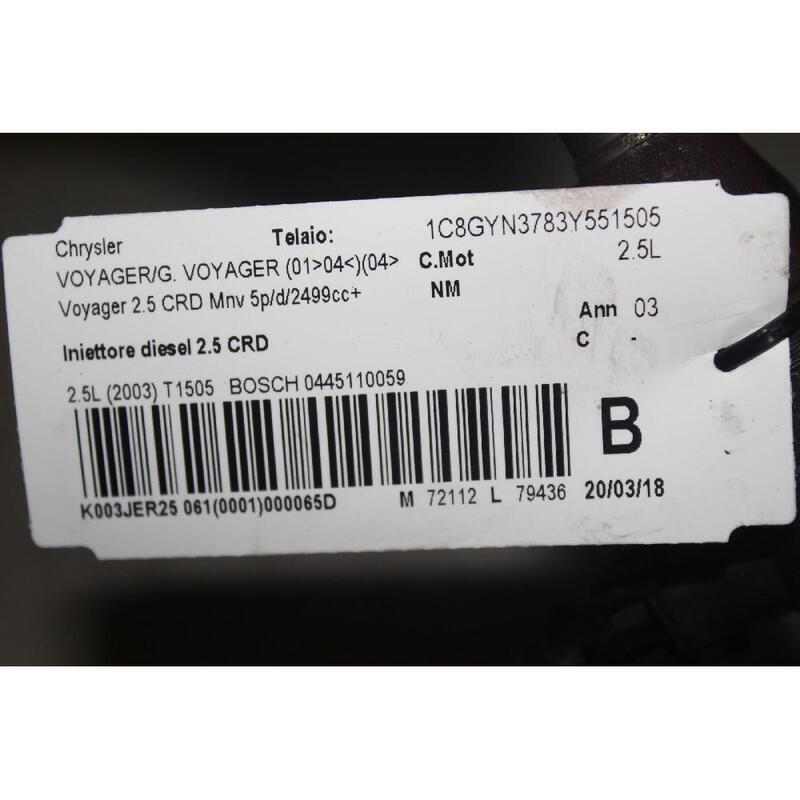 Chrysler Telaio: 1C8GYN3783Y551505
VOYAGER/G. VOYAGER (01>04<)(04> C.Mot 2.5L
Voyager 2.5 CRD Mnv 5p/d/2499cc+ NM
Ann 03
Iniettore diesel 2.5 CRD C -
2.5L (2003) T1505 BOSCH 0445110059
B
K003JER25 061(0001)000065D M 72112 L 79436 20/03/18